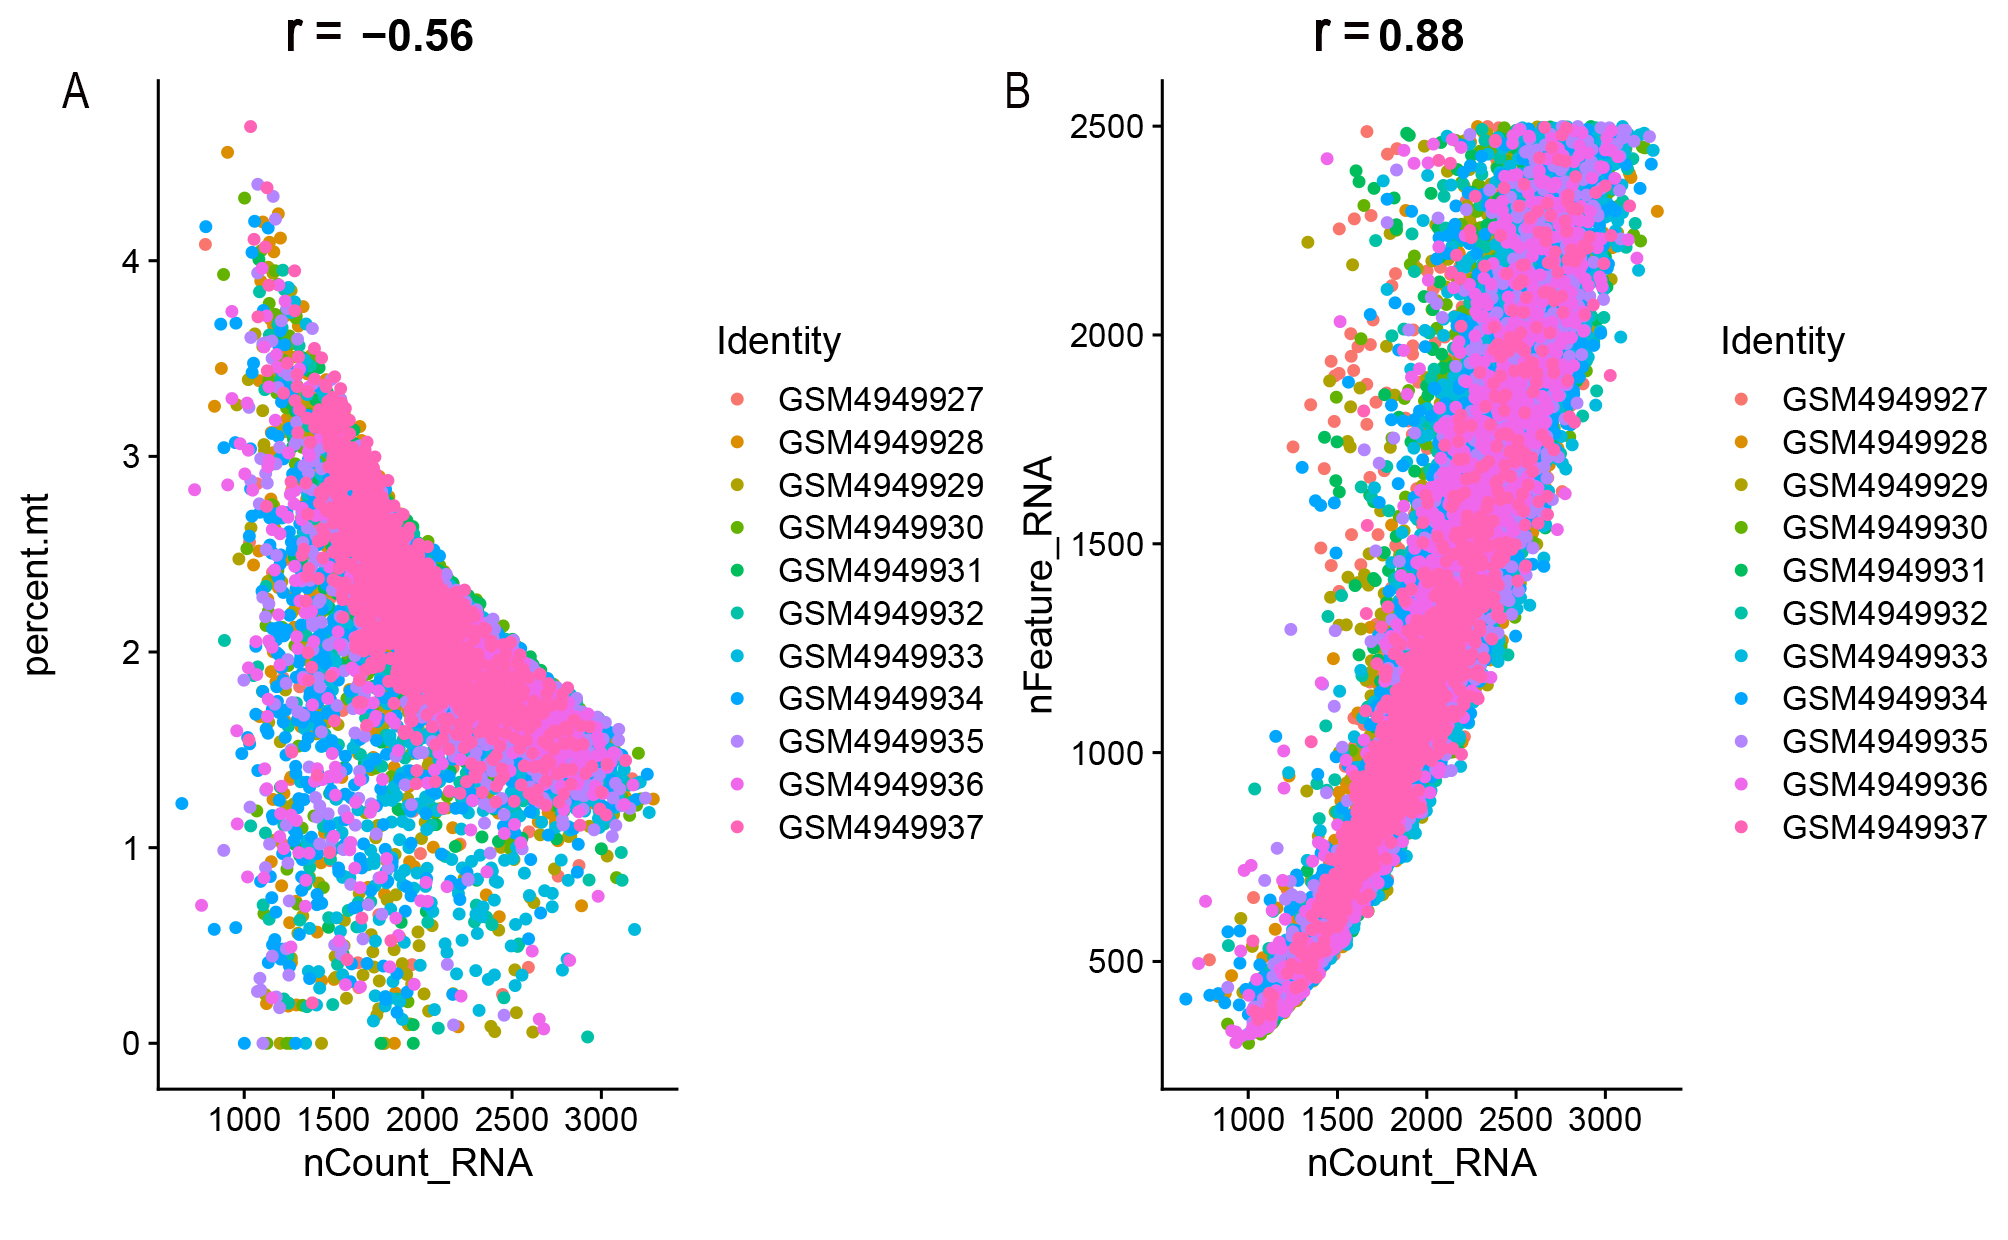 r = −0.56
A
4
3
2
1
0
percent.mt
1000 1500 2000 2500 3000
nCount_RNA
Identity
GSM4949927
GSM4949928
GSM4949929
GSM4949930
GSM4949931
GSM4949932
GSM4949933
GSM4949934
GSM4949935
GSM4949936
GSM4949937
r = 0.88
B
2500
2000
1500
1000
500
nFeature_RNA
1000 1500 2000 2500 3000
nCount_RNA
Identity
GSM4949927
GSM4949928
GSM4949929
GSM4949930
GSM4949931
GSM4949932
GSM4949933
GSM4949934
GSM4949935
GSM4949936
GSM4949937